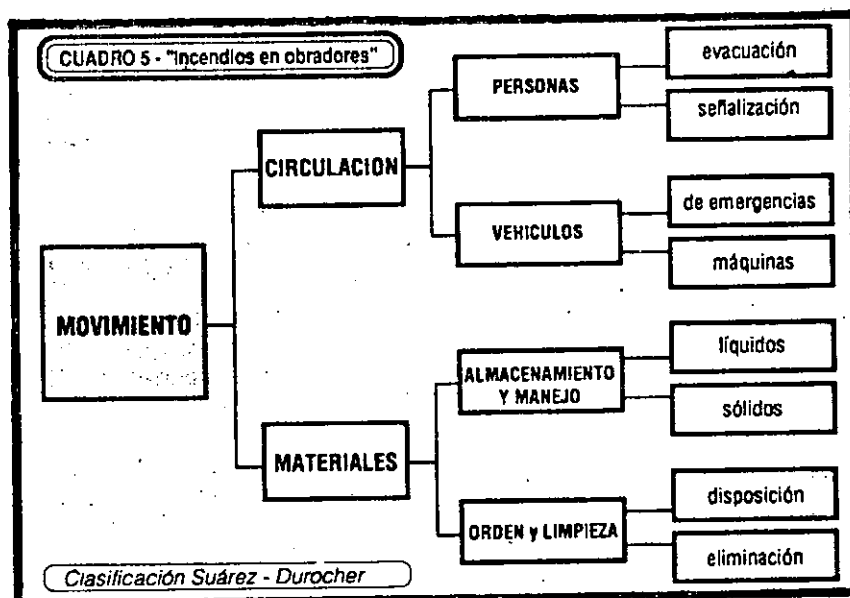 CUADRO 5 - "Incendios en obradores"
MOVIMIENTO
CIRCULACION
PERSONAS
evacuación
señalización
VEHICULOS
de emergencias
máquinas
MATERIALES
ALMACENAMIENTO
Y MANEJO
líquidos
sólidos
ORDEN y LIMPIEZA
disposición
eliminación
Clasificación Suárez - Durocher